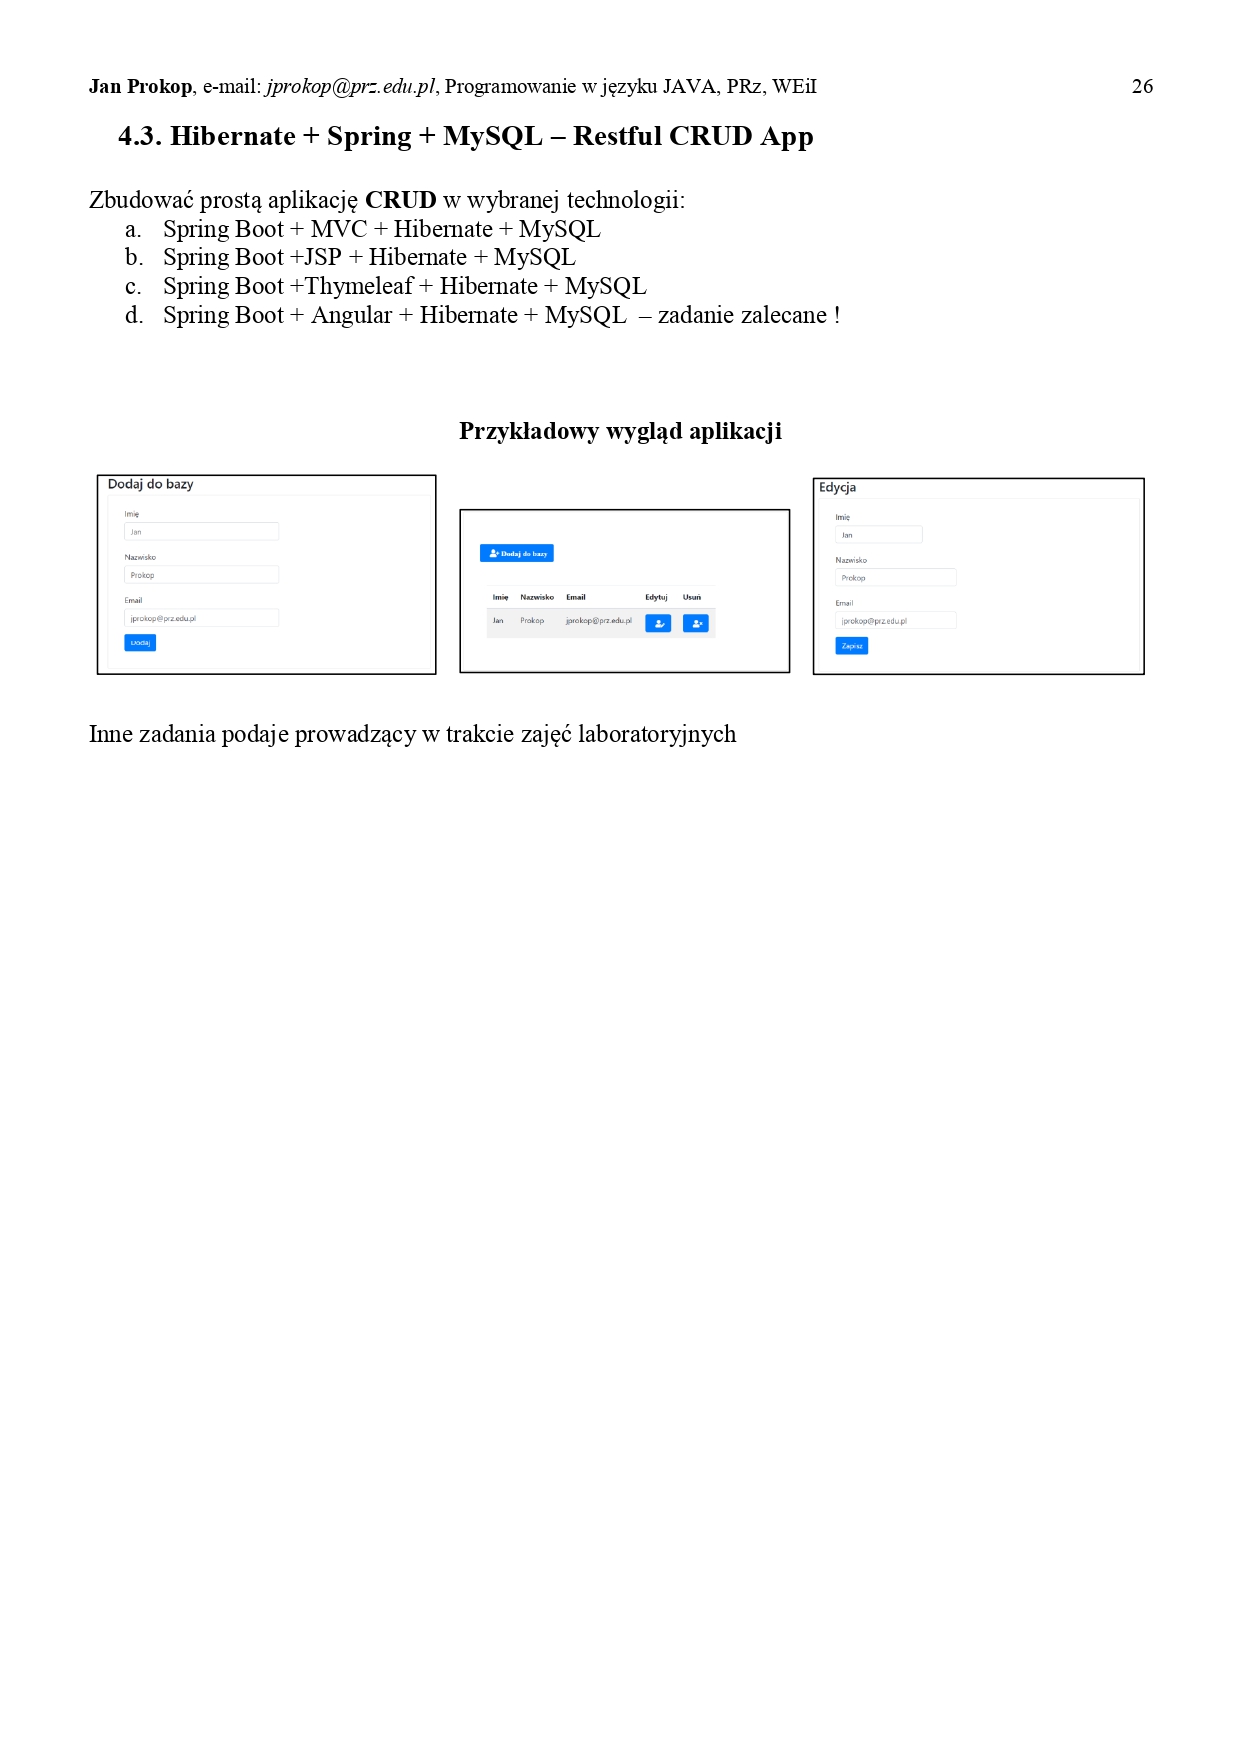 Jan Prokop, e-mail: jprokop@prz.edu.pl, Programowanie w języku JAVA, PRz, WEiI 26
4.3. Hibernate + Spring + MySQL – Restful CRUD App
Zbudować prostą aplikację CRUD w wybranej technologii:
a. Spring Boot + MVC + Hibernate + MySQL
b. Spring Boot +JSP + Hibernate + MySQL
c. Spring Boot +Thymeleaf + Hibernate + MySQL
d. Spring Boot + Angular + Hibernate + MySQL – zadanie zalecane !
Przykładowy wygląd aplikacji
Dodaj do bazy
Imię
Jan
Nazwisko
Prokop
Email
jprokop@prz.edu.pl
Dodaj
Dodaj do bazy
Imię Nazwisko Email Edytuj Usuń
Jan Prokop jprokop@prz.edu.pl
Edycja
Imię
Jan
Nazwisko
Prokop
Email
jprokop@prz.edu.pl
Zapisz
Inne zadania podaje prowadzący w trakcie zajęć laboratoryjnych